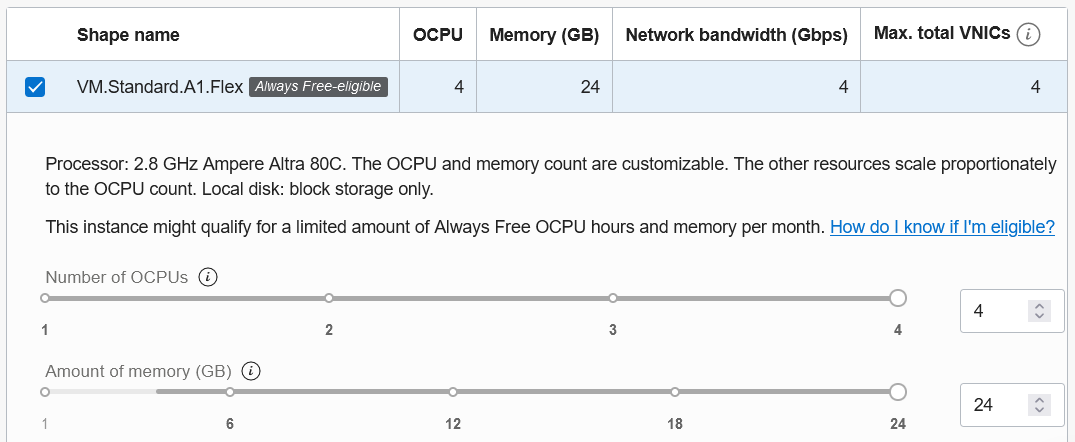 Shape name OCPU Memory (GB) Network bandwidth (Gbps) Max. total VNICs i
VM.Standard.A1.Flex Always Free-eligible 4 24 4 4
Processor: 2.8 GHz Ampere Altra 80C. The OCPU and memory count are customizable. The other resources scale proportionately
to the OCPU count. Local disk: block storage only.
This instance might qualify for a limited amount of Always Free OCPU hours and memory per month. How do I know if I'm eligible?
Number of OCPUs i
4
1 2 3 4
Amount of memory (GB) i
24
1 6 12 18 24